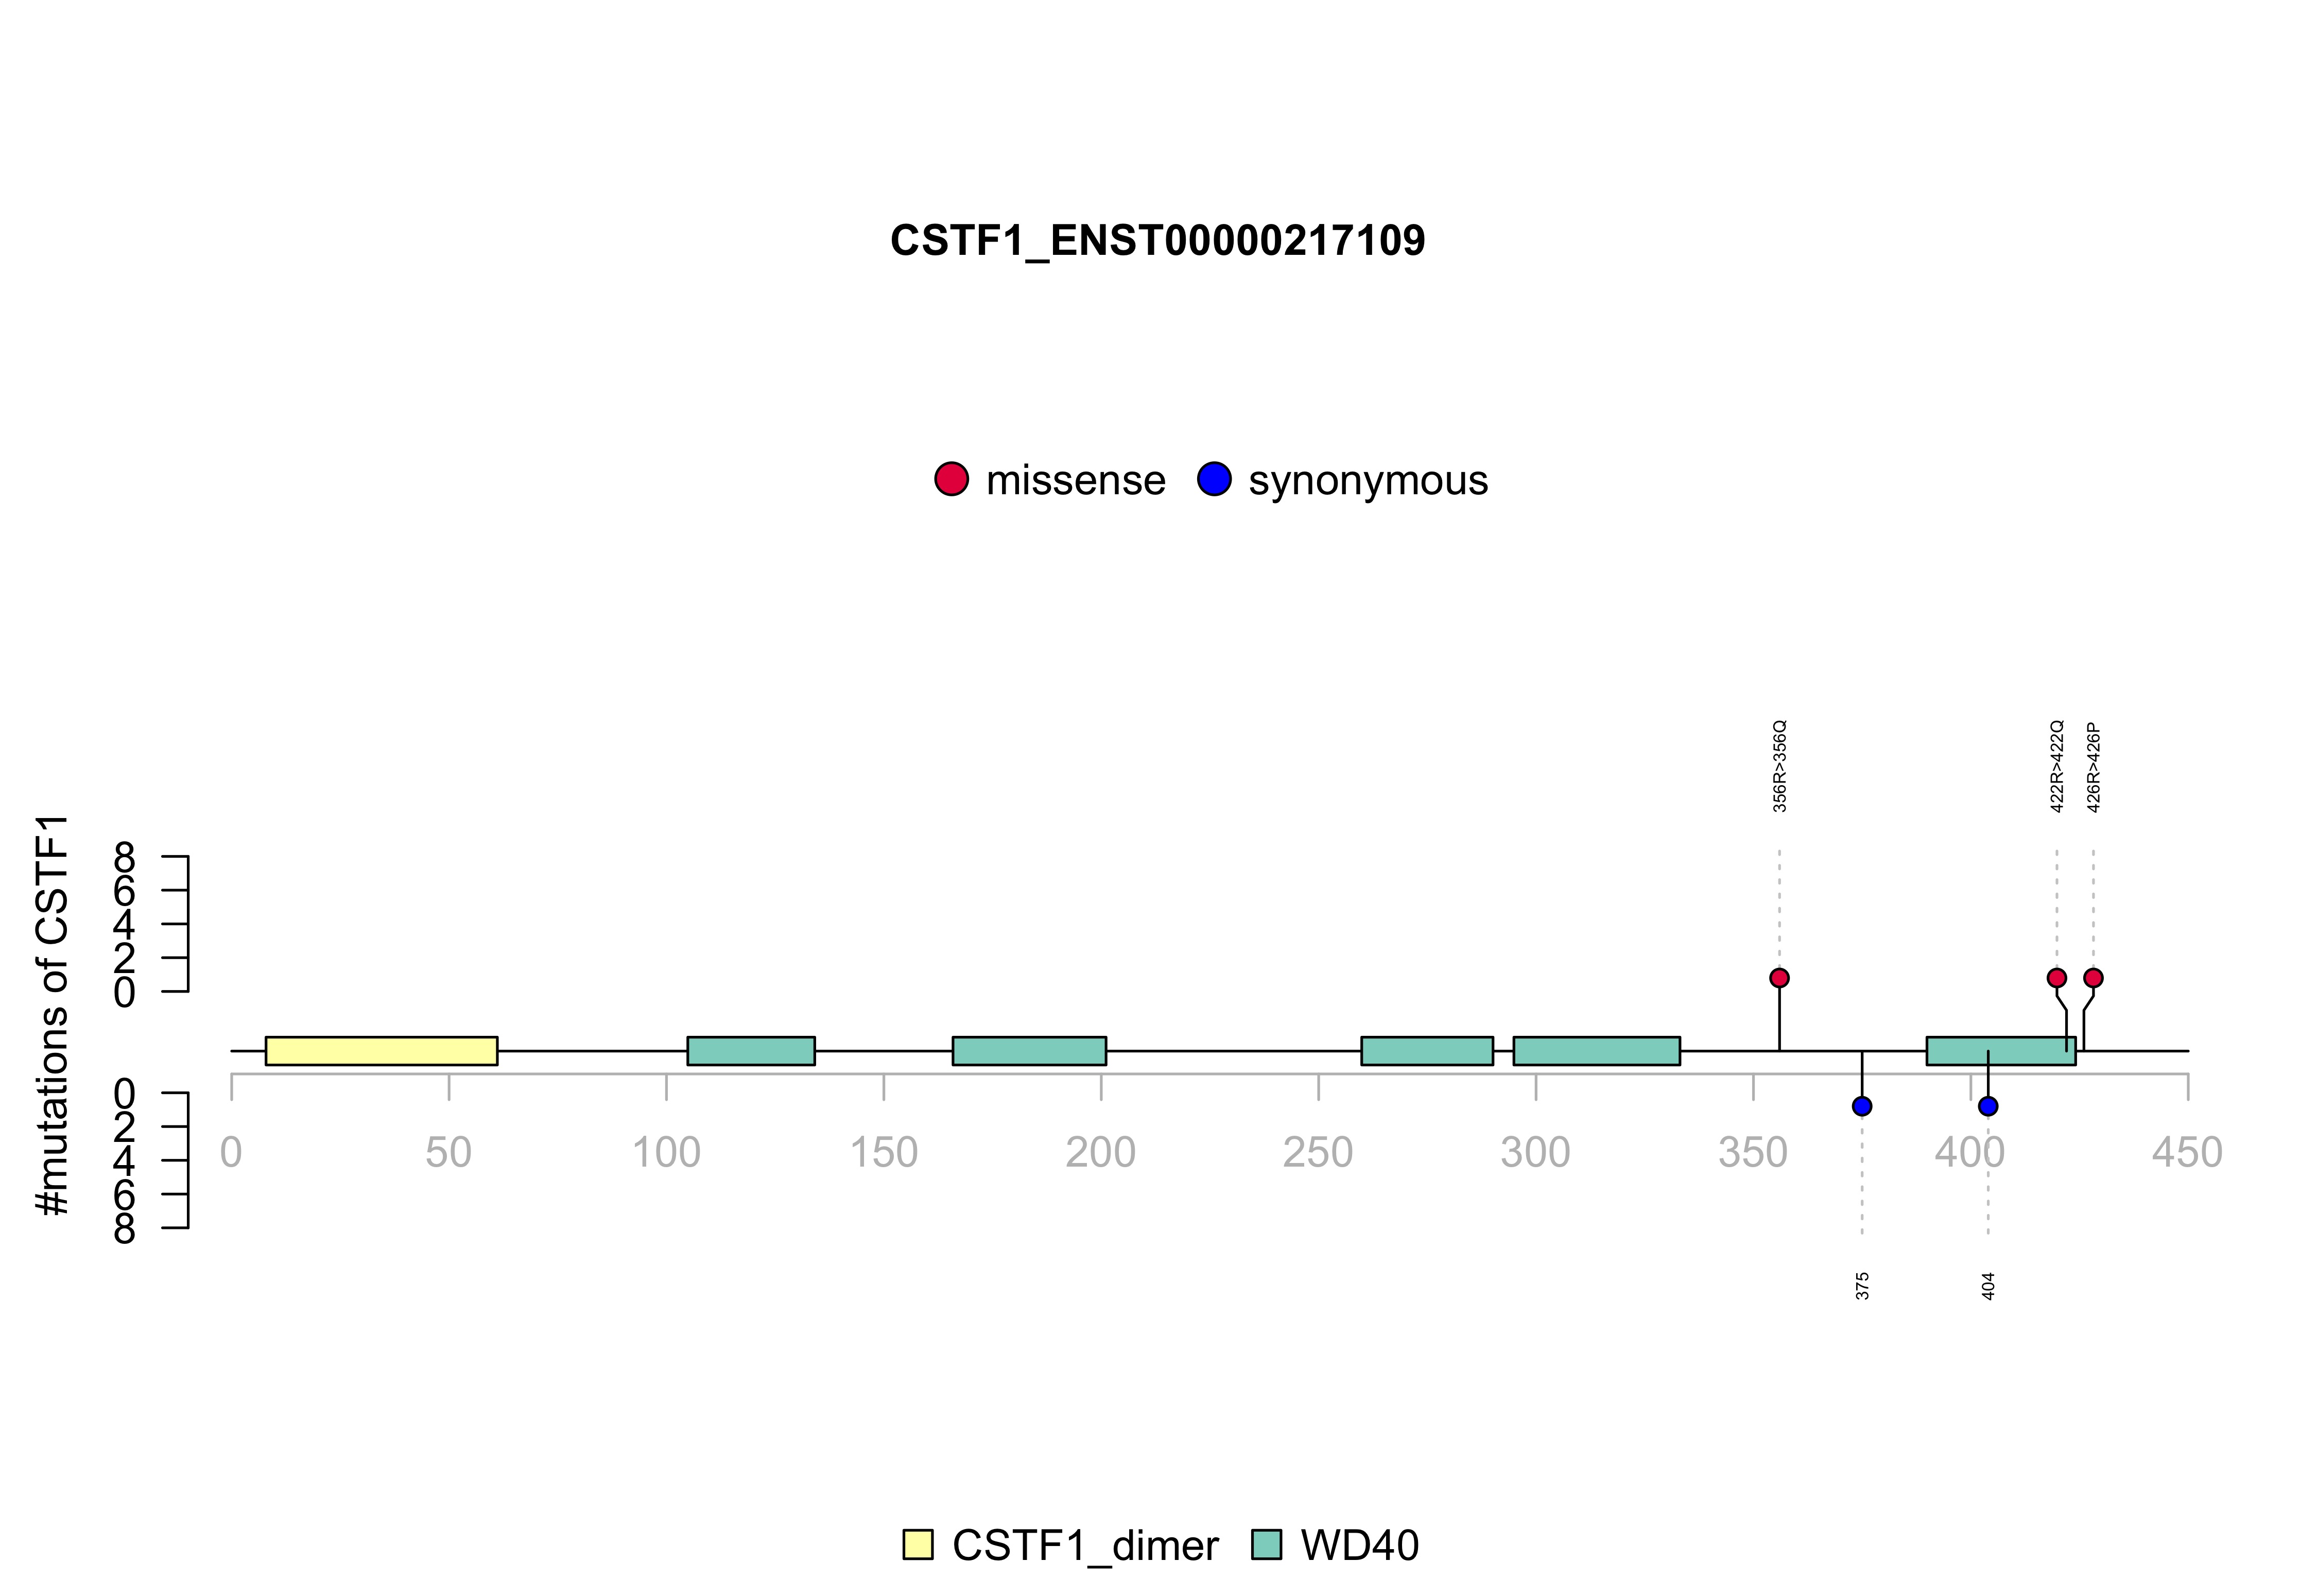 CSTF1_ENST00000217109
missense synonymous
356R>356Q
422R>422Q
426R>426P
#mutations of CSTF1
8
6
4
2
0
0
2
4
6
8
0 50 100 150 200 250 300 350 400 450
375
404
CSTF1_dimer WD40